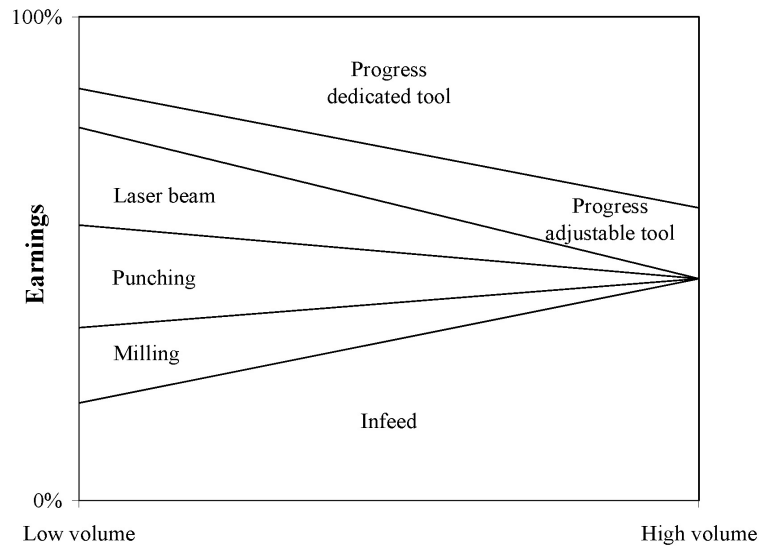 100%
Progress
dedicated tool
Laser beam
Progress
adjustable tool
Earnings
Punching
Milling
Infeed
0%
Low volume
High volume